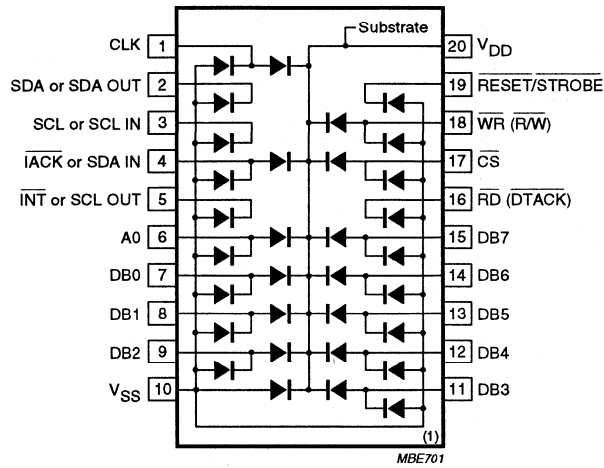 Substrate
CLK 1
SDA or SDA OUT 2
SCL or SCL IN 3
IACK or SDA IN 4
INT or SCL OUT 5
A0 6
DB0 7
DB1 8
DB2 9
VSS 10
20 VDD
19 RESET/STROBE
18 WR (R/W)
17 CS
16 RD (DTACK)
15 DB7
14 DB6
13 DB5
12 DB4
11 DB3
(1)
MBE701